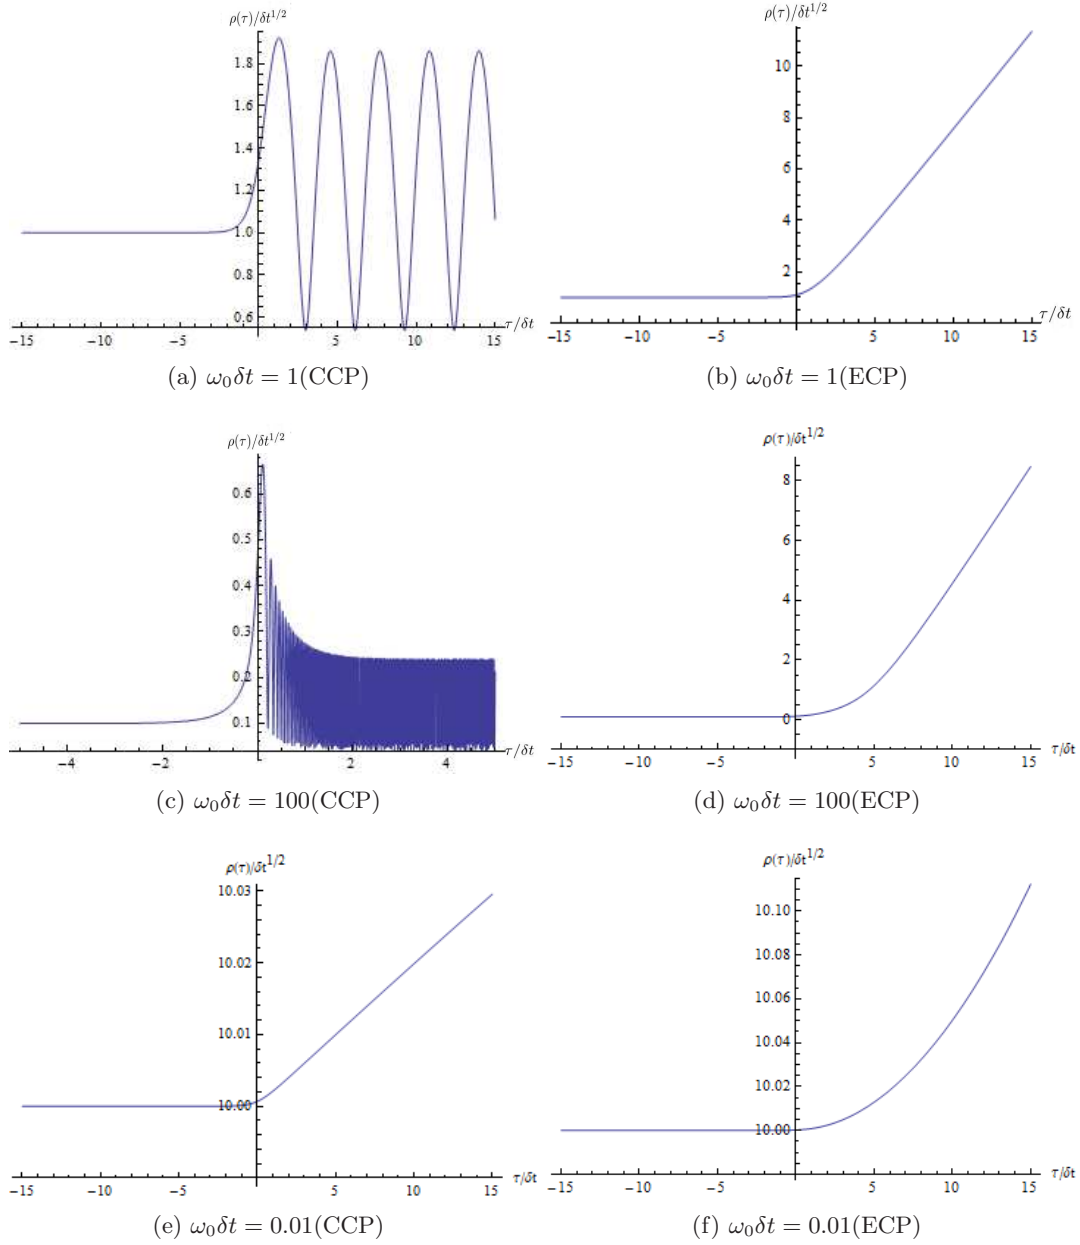 ρ(τ)/δt^1/2
1.8
1.6
1.4
1.2
1.0
0.8
0.6
−15 −10 −5 5 10 15 τ/δt
(a) ω₀δt = 1(CCP)
ρ(τ)/δt^1/2
10
8
6
4
2
−15 −10 −5 5 10 15 τ/δt
(b) ω₀δt = 1(ECP)
ρ(τ)/δt^1/2
0.6
0.5
0.4
0.3
0.2
0.1
−4 −2 2 4 τ/δt
(c) ω₀δt = 100(CCP)
ρ(τ)/δt^1/2
8
6
4
2
0
−15 −10 −5 5 10 15 τ/δt
(d) ω₀δt = 100(ECP)
ρ(τ)/δt^1/2
10.03
10.02
10.01
10.00
−15 −10 −5 5 10 15 τ/δt
(e) ω₀δt = 0.01(CCP)
ρ(τ)/δt^1/2
10.10
10.08
10.06
10.04
10.02
10.00
−15 −10 −5 5 10 15 τ/δt
(f) ω₀δt = 0.01(ECP)